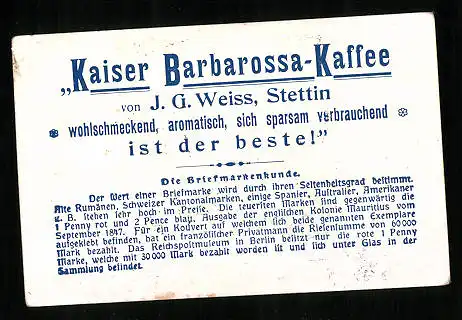 „Kaiser Barbarossa-Kaffee
von J. G. Weiss, Stettin
wohlschmeckend, aromatisch, sich sparsam verbrauchend
ist der beste!"
Die Briefmarkenkunde.
Der Wert einer Briefmarke wird durch ihren Seltenheitsgrad bestimmt.
Alte Rumänen, Schweizer Kantonalmarken, einige Spanier, Australier, Amerikaner
z. B. stehen sehr hoch im Preise. Die teuersten Marken sind gegenwärtig die
1 Penny rot und 2 Pence blau, Ausgabe der englischen Kolonie Mauritius vom
September 1847. Für ein Kouvert auf welchem sich beide genannten Exemplare
aufgeklebt befinden, hat ein französischer Privatmann die Riesensumme von 60000
Mark bezahlt. Das Reichspostmuseum in Berlin besitzt nur die rote 1 Penny
Marke, welche mit 30000 Mark bezahlt worden ist und sich unter Glas in der
Sammlung befindet.